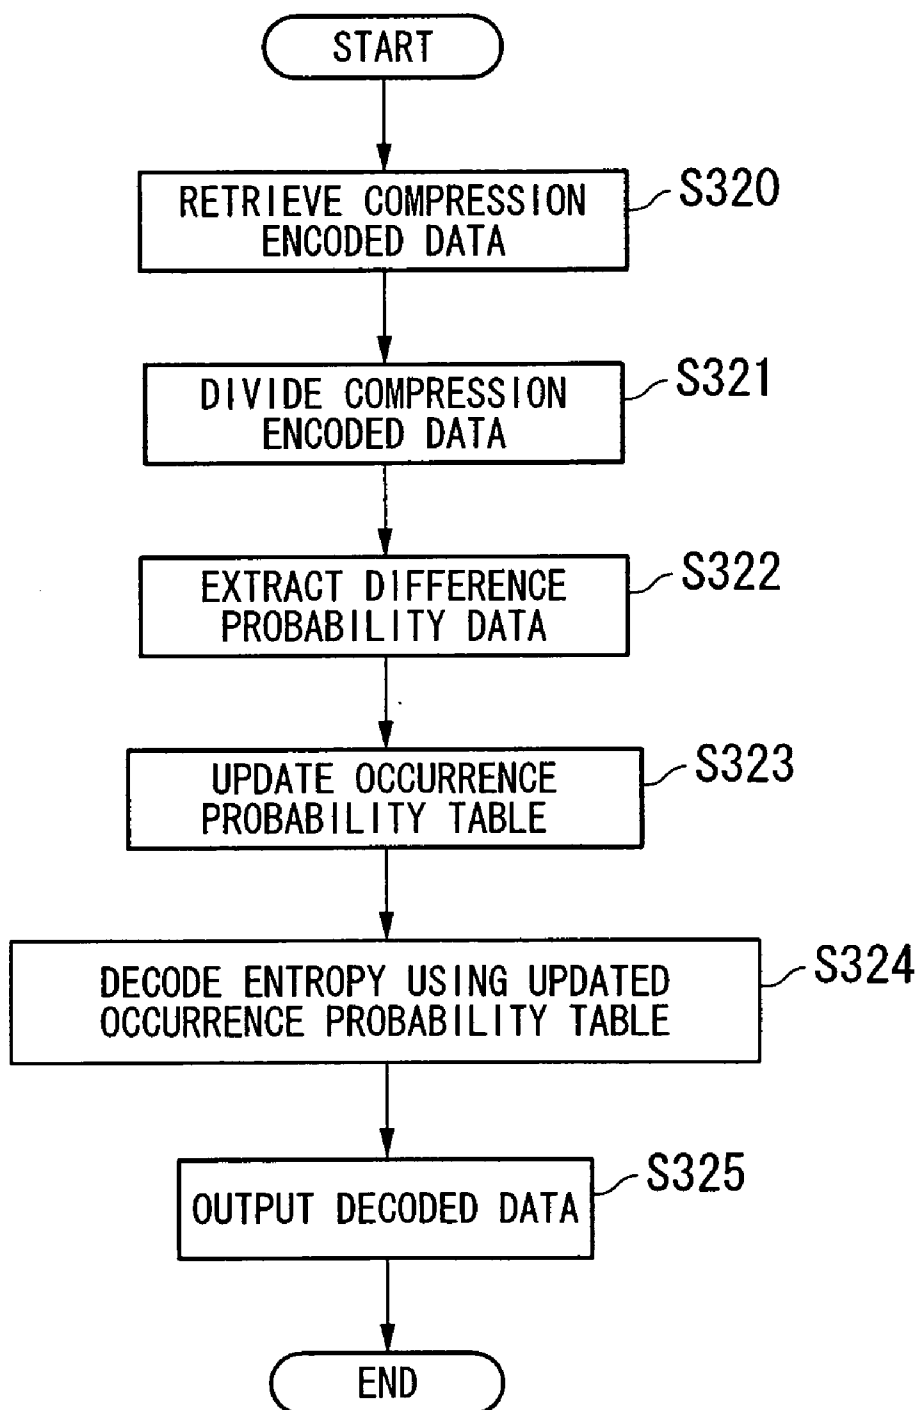 START
RETRIEVE COMPRESSION
ENCODED DATA
S320
DIVIDE COMPRESSION
ENCODED DATA
S321
EXTRACT DIFFERENCE
PROBABILITY DATA
S322
UPDATE OCCURRENCE
PROBABILITY TABLE
S323
DECODE ENTROPY USING UPDATED
OCCURRENCE PROBABILITY TABLE
S324
OUTPUT DECODED DATA
S325
END